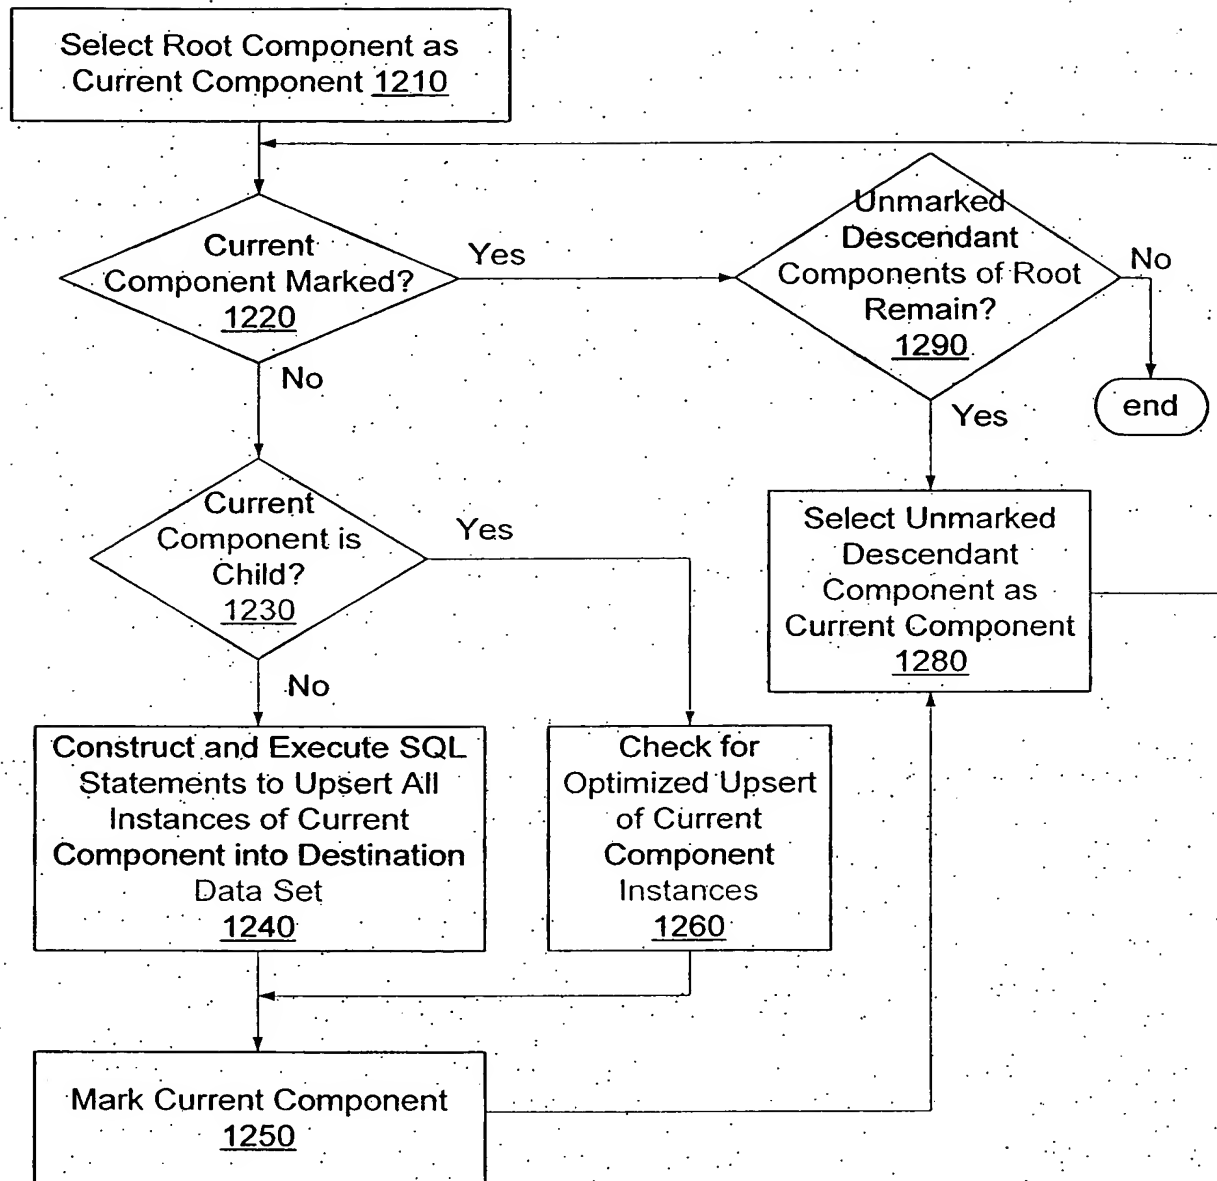 Select Root Component as
Current Component 1210
Current
Component Marked?
1220
Yes
No
Unmarked
Descendant
Components of Root
Remain?
1290
No
end
Yes
Current
Component is
Child?
1230
Yes
No
Select Unmarked
Descendant
Component as
Current Component
1280
Construct and Execute SQL
Statements to Upsert All
Instances of Current
Component into Destination
Data Set
1240
Check for
Optimized Upsert
of Current
Component
Instances
1260
Mark Current Component
1250